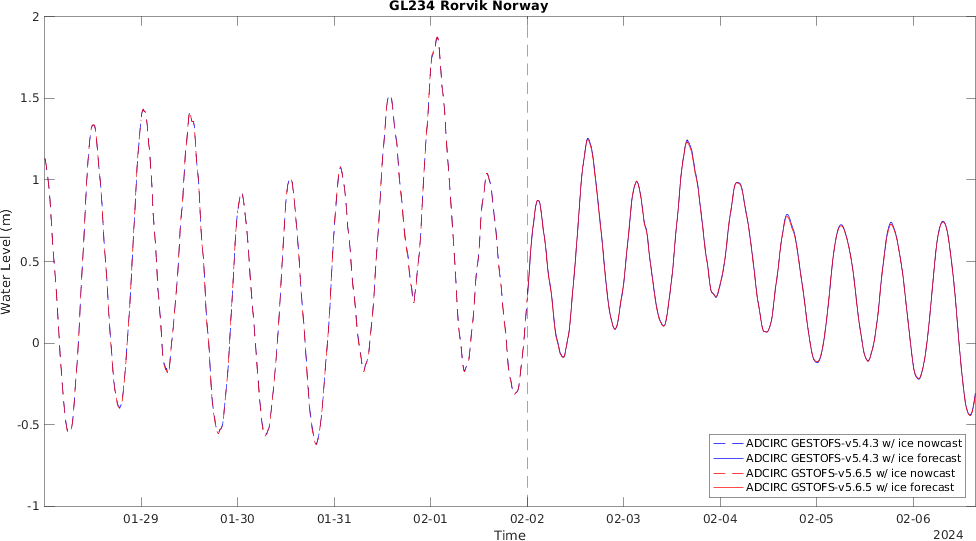 GL234 Rorvik Norway
2
1.5
1
0.5
0
-0.5
-1
Water Level (m)
ADCIRC GESTOFS-v5.4.3 w/ ice nowcast
ADCIRC GESTOFS-v5.4.3 w/ ice forecast
ADCIRC GSTOFS-v5.6.5 w/ ice nowcast
ADCIRC GSTOFS-v5.6.5 w/ ice forecast
01-29 01-30 01-31 02-01 02-02 02-03 02-04 02-05 02-06
Time
2024